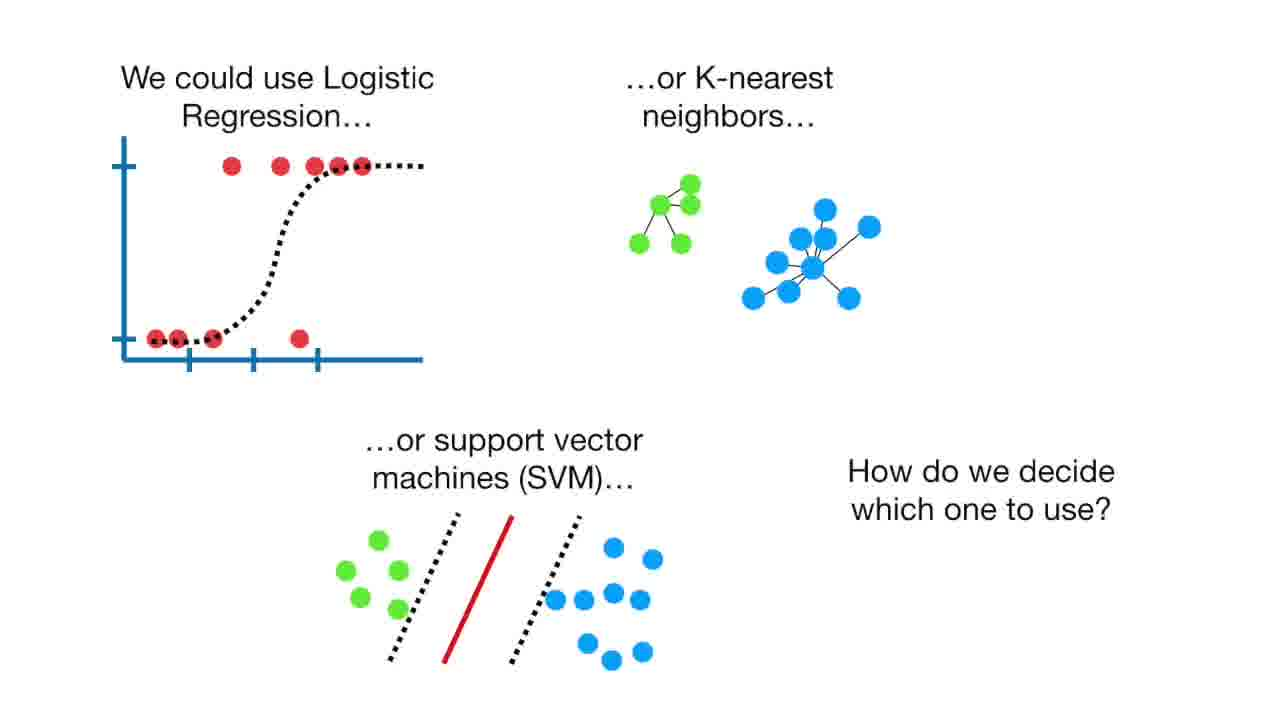 We could use Logistic
Regression…
…or K-nearest
neighbors…
…or support vector
machines (SVM)…
How do we decide
which one to use?